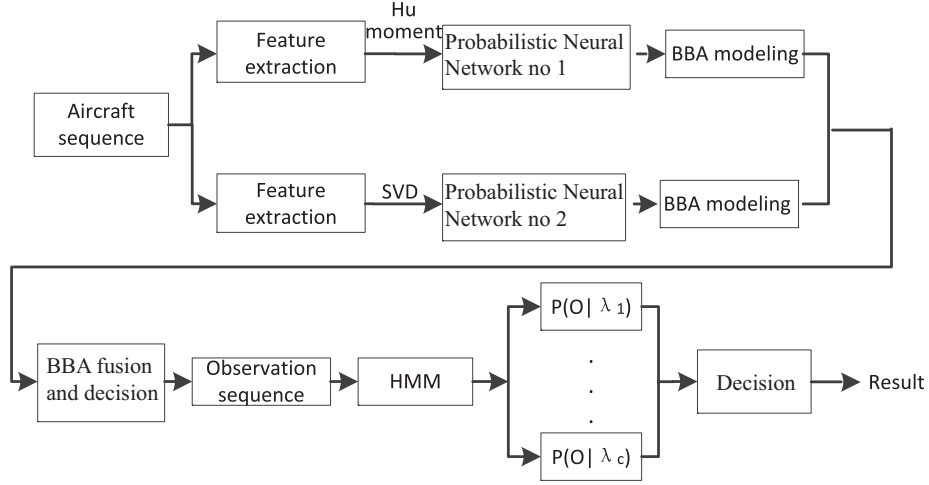 Aircraft
sequence
Feature
extraction
Hu
moment
Probabilistic Neural
Network no 1
BBA modeling
Feature
extraction
SVD
Probabilistic Neural
Network no 2
BBA modeling
BBA fusion
and decision
Observation
sequence
HMM
P(O| λ 1)
.
.
.
P(O| λ c)
Decision
Result